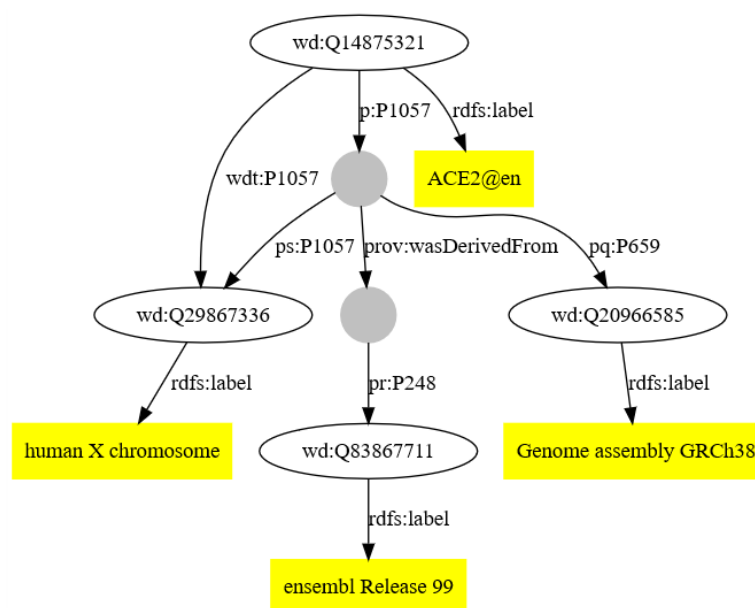 wd:Q14875321
p:P1057
rdfs:label
wdt:P1057
ACE2@en
ps:P1057
prov:wasDerivedFrom
pq:P659
wd:Q29867336
wd:Q20966585
rdfs:label
pr:P248
rdfs:label
human X chromosome
wd:Q83867711
Genome assembly GRCh38
rdfs:label
ensembl Release 99